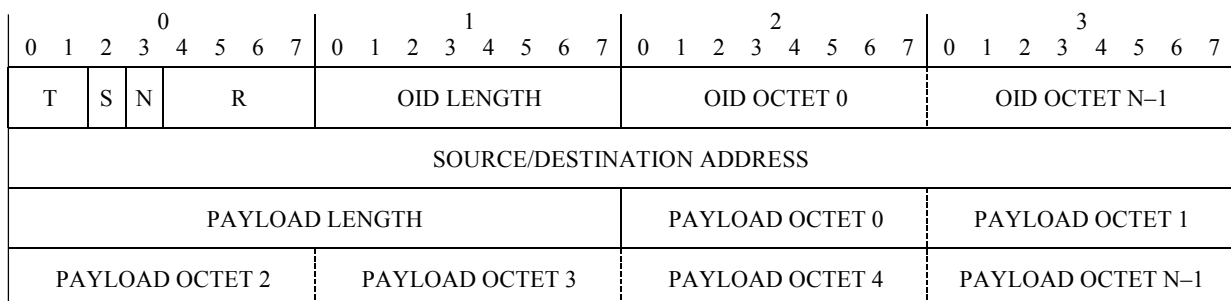 0 1 2 3
0 1 2 3 4 5 6 7 0 1 2 3 4 5 6 7 0 1 2 3 4 5 6 7 0 1 2 3 4 5 6 7
T S N R OID LENGTH OID OCTET 0 OID OCTET N–1
SOURCE/DESTINATION ADDRESS
PAYLOAD LENGTH PAYLOAD OCTET 0 PAYLOAD OCTET 1
PAYLOAD OCTET 2 PAYLOAD OCTET 3 PAYLOAD OCTET 4 PAYLOAD OCTET N–1